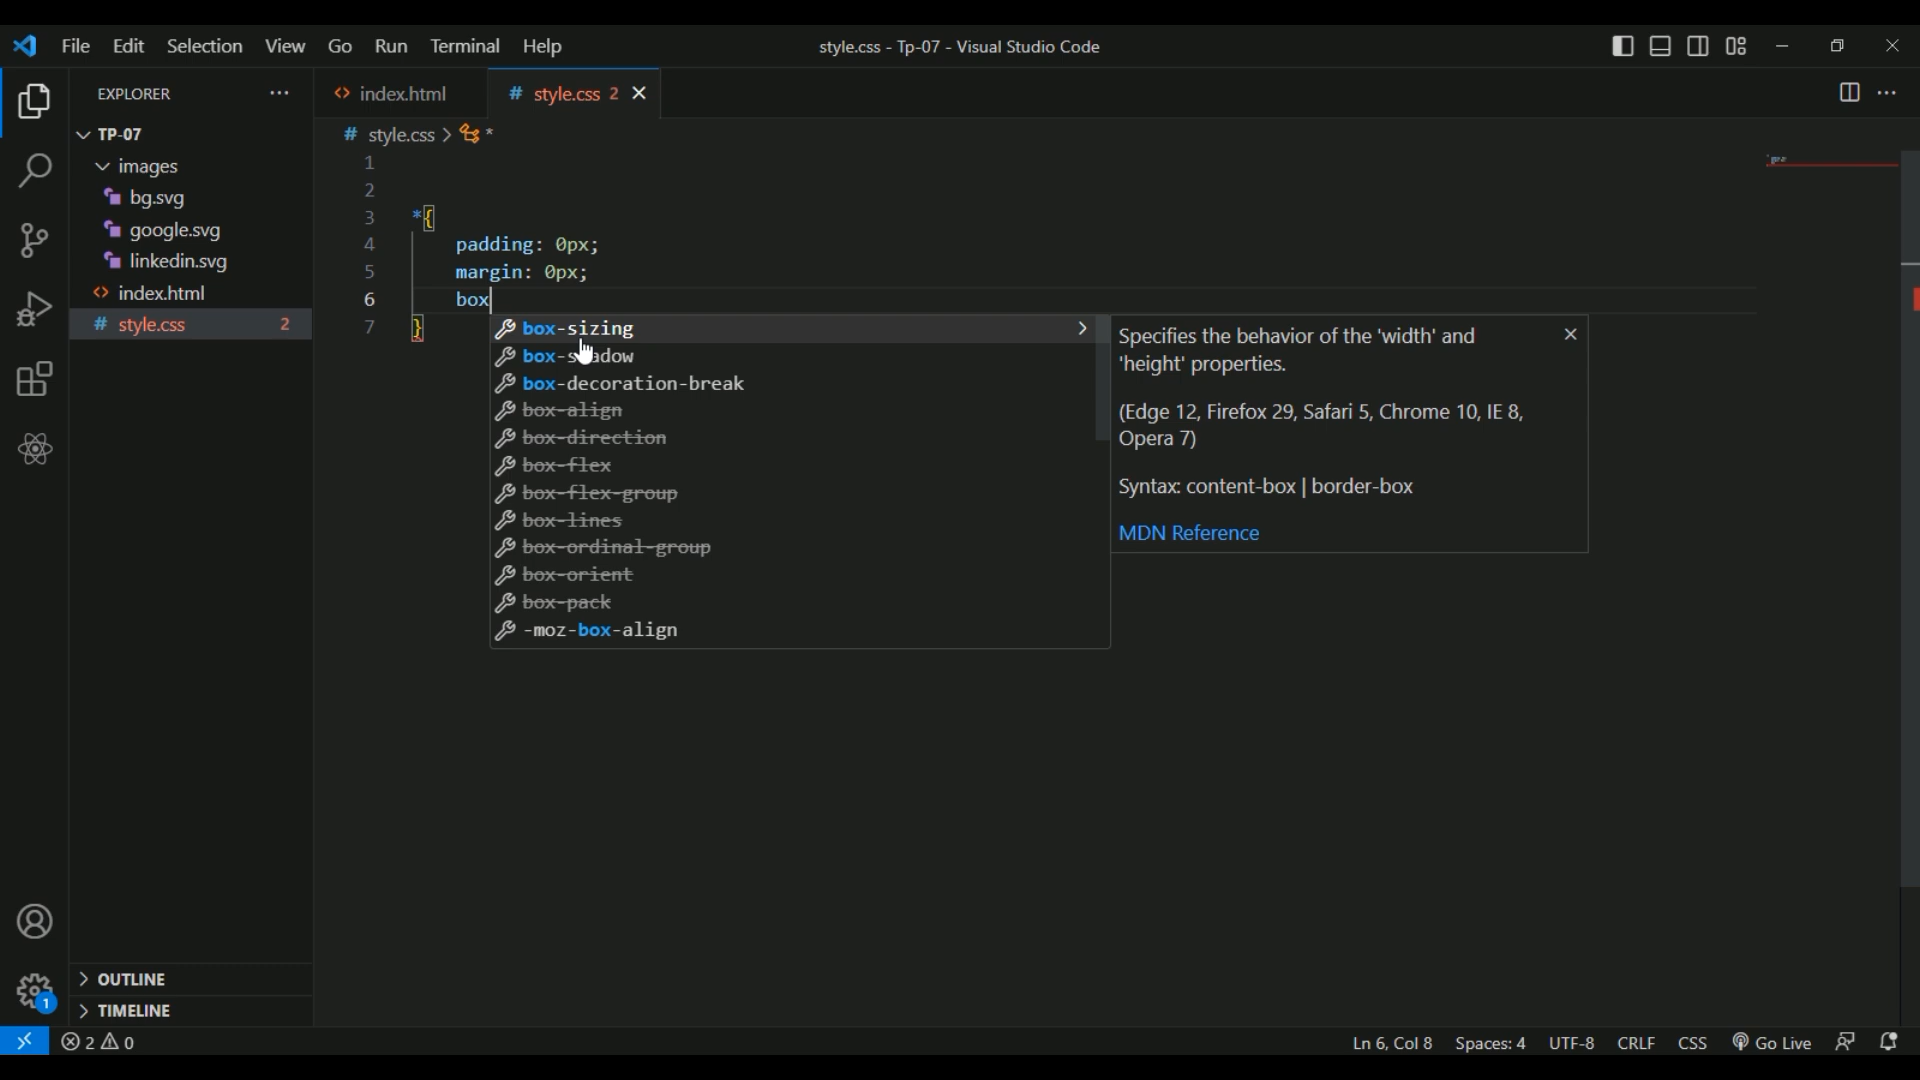 File Edit Selection View Go Run Terminal Help
style.css - Tp-07 - Visual Studio Code
EXPLORER
TP-07
images
bg.svg
google.svg
linkedin.svg
<> index.html
# style.css 2
OUTLINE
TIMELINE
<> index.html
# style.css 2
# style.css > *
1
2
3 *{
4 padding: 0px;
5 margin: 0px;
6 box
7 }
box-sizing
box-
dow
box-decoration-break
box-align
box-direction
box-flex
box-flex-group
box-lines
box-ordinal-group
box-orient
box-pack
-moz-box-align
Specifies the behavior of the 'width' and
'height' properties.
(Edge 12, Firefox 29, Safari 5, Chrome 10, IE 8,
Opera 7)
Syntax: content-box | border-box
MDN Reference
1
2 0
Ln 6, Col 8 Spaces: 4 UTF-8 CRLF CSS Go Live